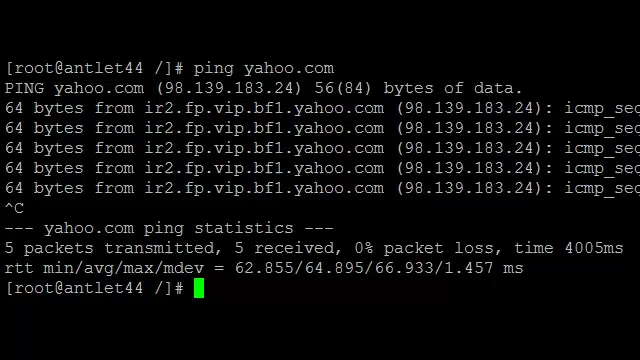 [root@antlet44 /]# ping yahoo.com
PING yahoo.com (98.139.183.24) 56(84) bytes of data.
64 bytes from ir2.fp.vip.bf1.yahoo.com (98.139.183.24): icmp_seq
64 bytes from ir2.fp.vip.bf1.yahoo.com (98.139.183.24): icmp_seq
64 bytes from ir2.fp.vip.bf1.yahoo.com (98.139.183.24): icmp_seq
64 bytes from ir2.fp.vip.bf1.yahoo.com (98.139.183.24): icmp_seq
64 bytes from ir2.fp.vip.bf1.yahoo.com (98.139.183.24): icmp_seq
^C
--- yahoo.com ping statistics ---
5 packets transmitted, 5 received, 0% packet loss, time 4005ms
rtt min/avg/max/mdev = 62.855/64.895/66.933/1.457 ms
[root@antlet44 /]#